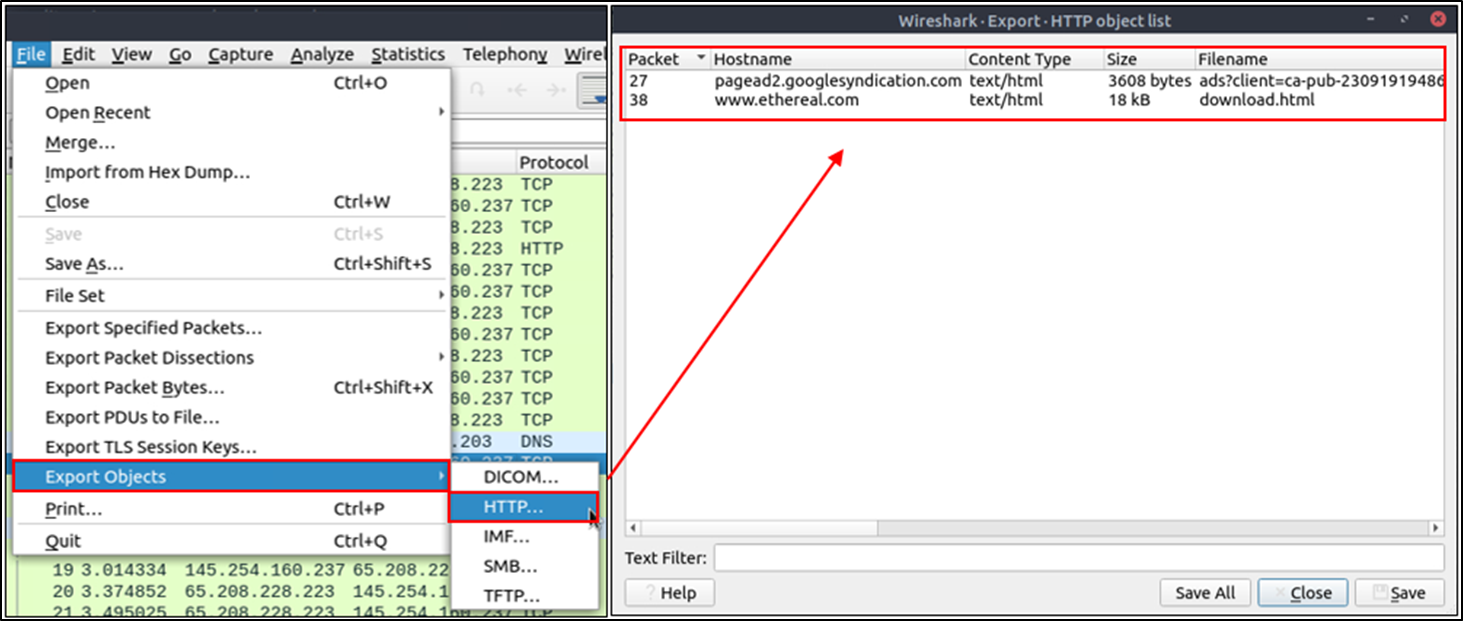 File Edit View Go Capture Analyze Statistics Telephony Wirel
Open Ctrl+O
Open Recent
Merge...
Import from Hex Dump...
Close Ctrl+W
Save Ctrl+S
Save As... Ctrl+Shift+S
File Set
Export Specified Packets...
Export Packet Dissections
Export Packet Bytes... Ctrl+Shift+X
Export PDUs to File...
Export TLS Session Keys...
Export Objects
Print... Ctrl+P
Quit Ctrl+Q
DICOM...
HTTP...
IMF...
SMB...
TFTP...
Protocol
8.223 TCP
60.237 TCP
8.223 TCP
8.223 HTTP
60.237 TCP
60.237 TCP
8.223 TCP
60.237 TCP
8.223 TCP
60.237 TCP
60.237 TCP
8.223 TCP
.203 DNS
60.237 TCP
19 3.014334 145.254.160.237 65.208.22
20 3.374852 65.208.228.223 145.254.1
21 3.495025 65.208.228.223 145.254.160.237 TCP
Wireshark · Export · HTTP object list
Packet Hostname Content Type Size Filename
27 pagead2.googlesyndication.com text/html 3608 bytes ads?client=ca-pub-23091919486
38 www.ethereal.com text/html 18 kB download.html
Text Filter:
? Help Save All Close Save